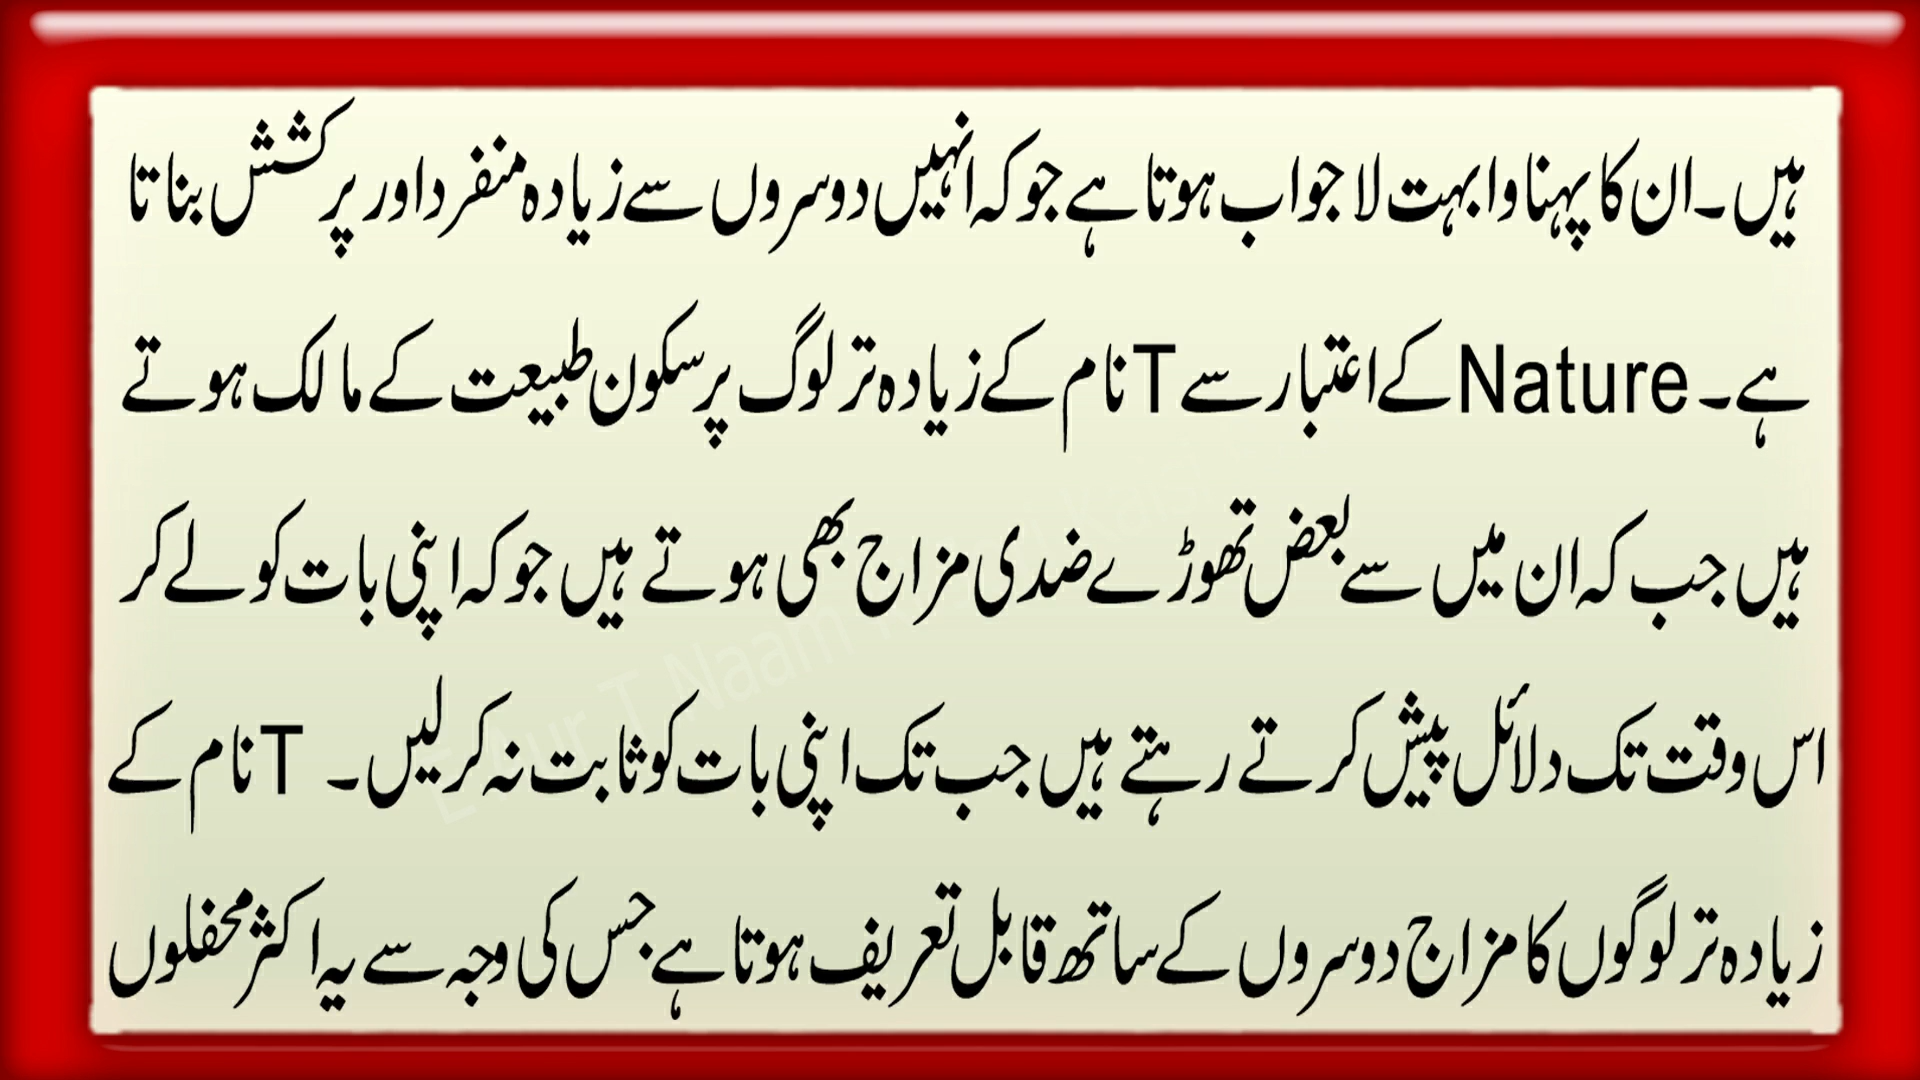 ہیں۔ ان کا پہناوا بہت لاجواب ہوتا ہے جو کہ انہیں دوسروں سے زیادہ منفرد اور پرکشش بناتا
ہے۔ Nature کے اعتبار سے T نام کے زیادہ تر لوگ پرسکون طبیعت کے مالک ہوتے
ہیں جب کہ ان میں سے بعض تھوڑے ضدی مزاج بھی ہوتے ہیں جو کہ اپنی بات کو لے کر
اس وقت تک دلائل پیش کرتے رہتے ہیں جب تک اپنی بات کو ثابت نہ کرلیں۔ T نام کے
زیادہ تر لوگوں کا مزاج دوسروں کے ساتھ قابل تعریف ہوتا ہے جس کی وجہ سے یہ اکثر محفلوں
E Aur T Naam